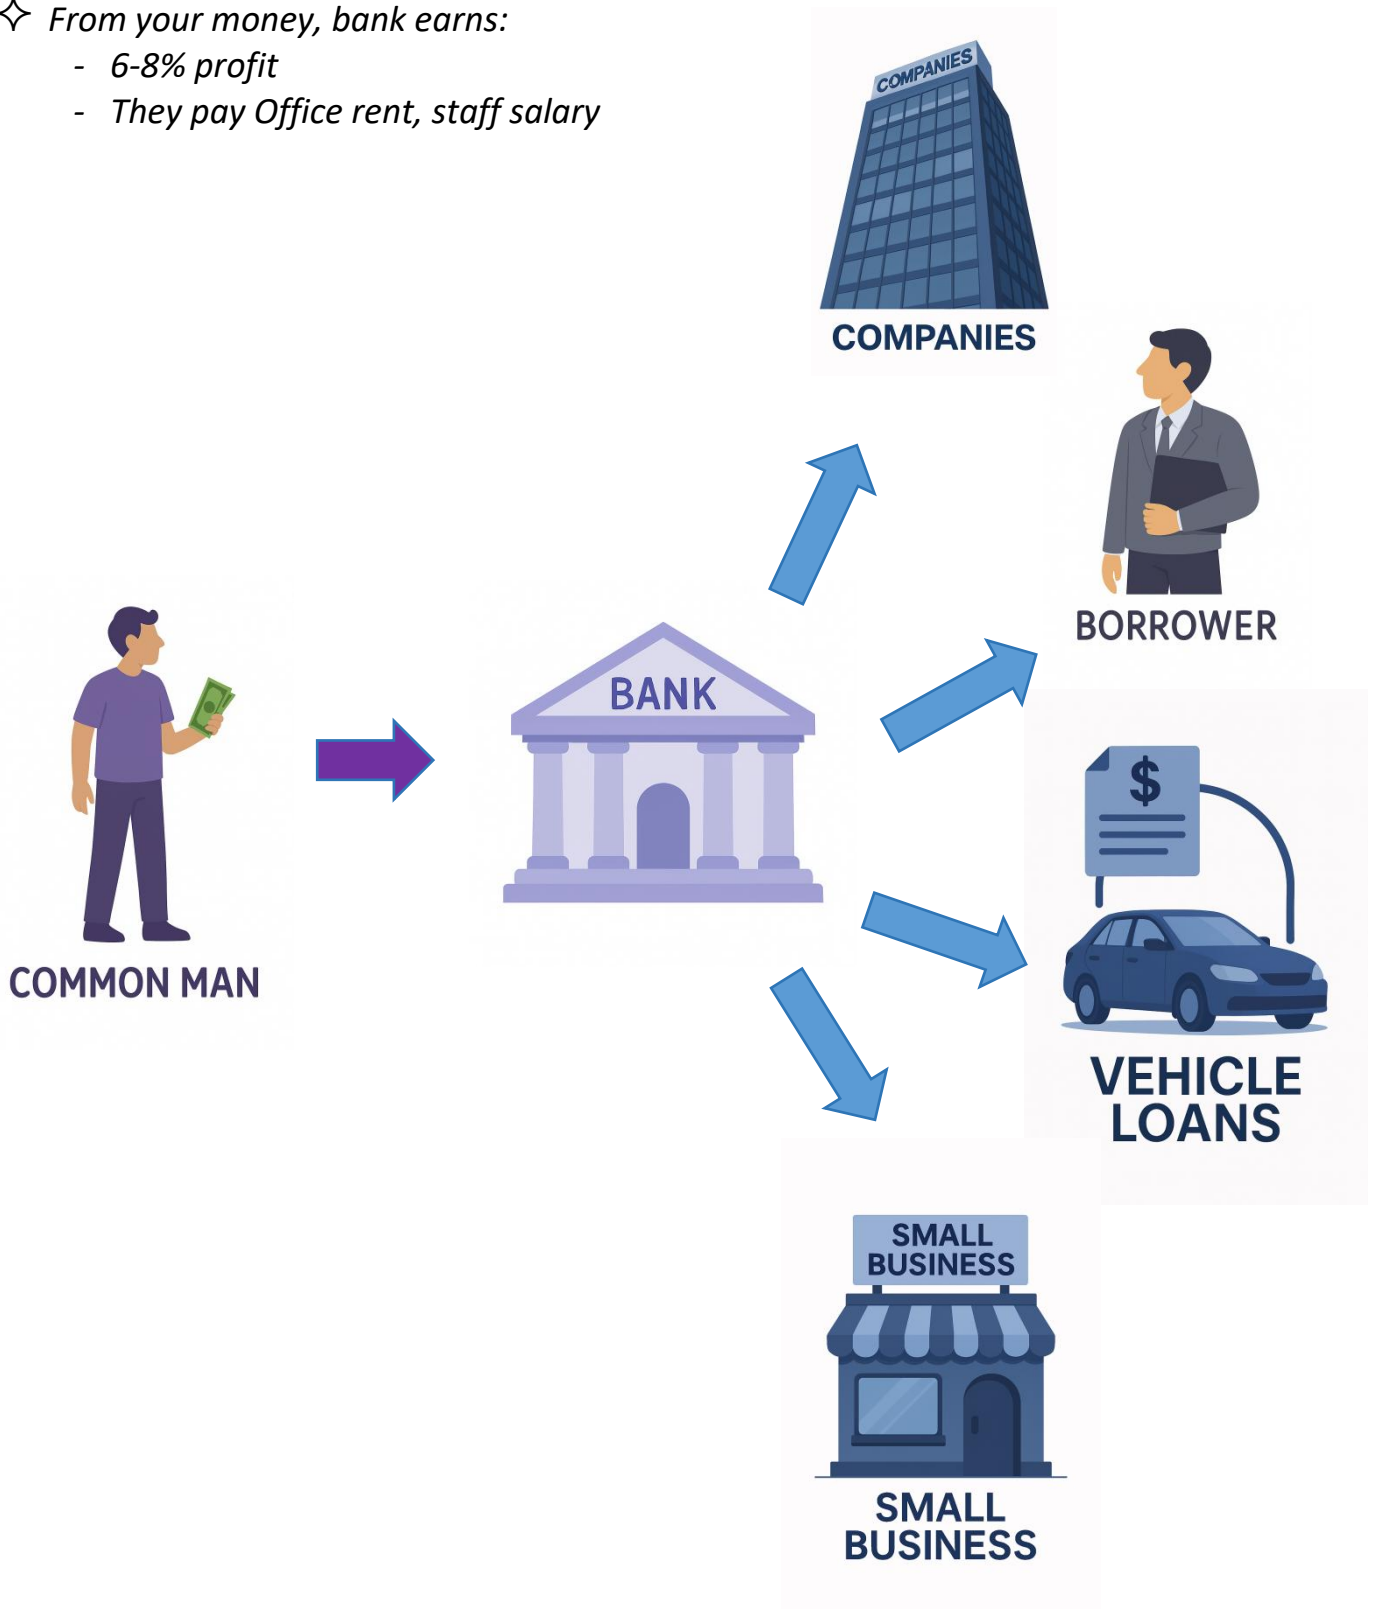 From your money, bank earns:
- 6-8% profit
- They pay Office rent, staff salary
COMPANIES
COMPANIES
BORROWER
BANK
$
COMMON MAN
VEHICLE
LOANS
SMALL
BUSINESS
SMALL
BUSINESS